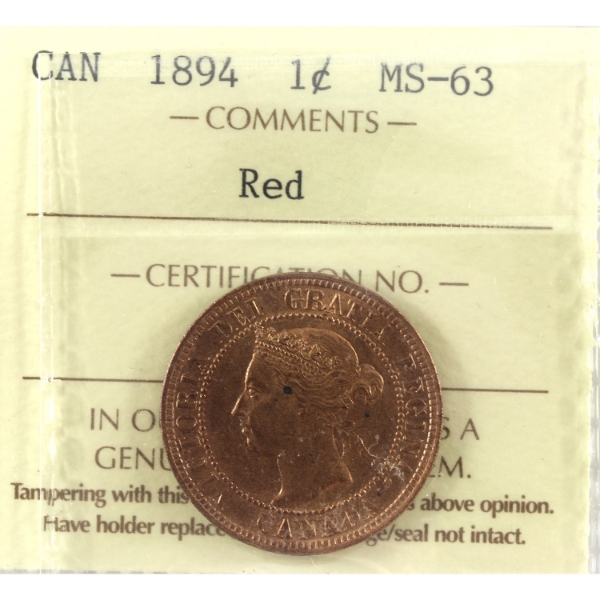 CAN 1894 1¢ MS-63
— COMMENTS —
Red
— CERTIFICATION NO. —
VICTORIA DEI GRATIA REGINA.
CANADA
IN O S A
GENU EM.
Tampering with this above opinion.
Have holder replace ge/seal not intact.